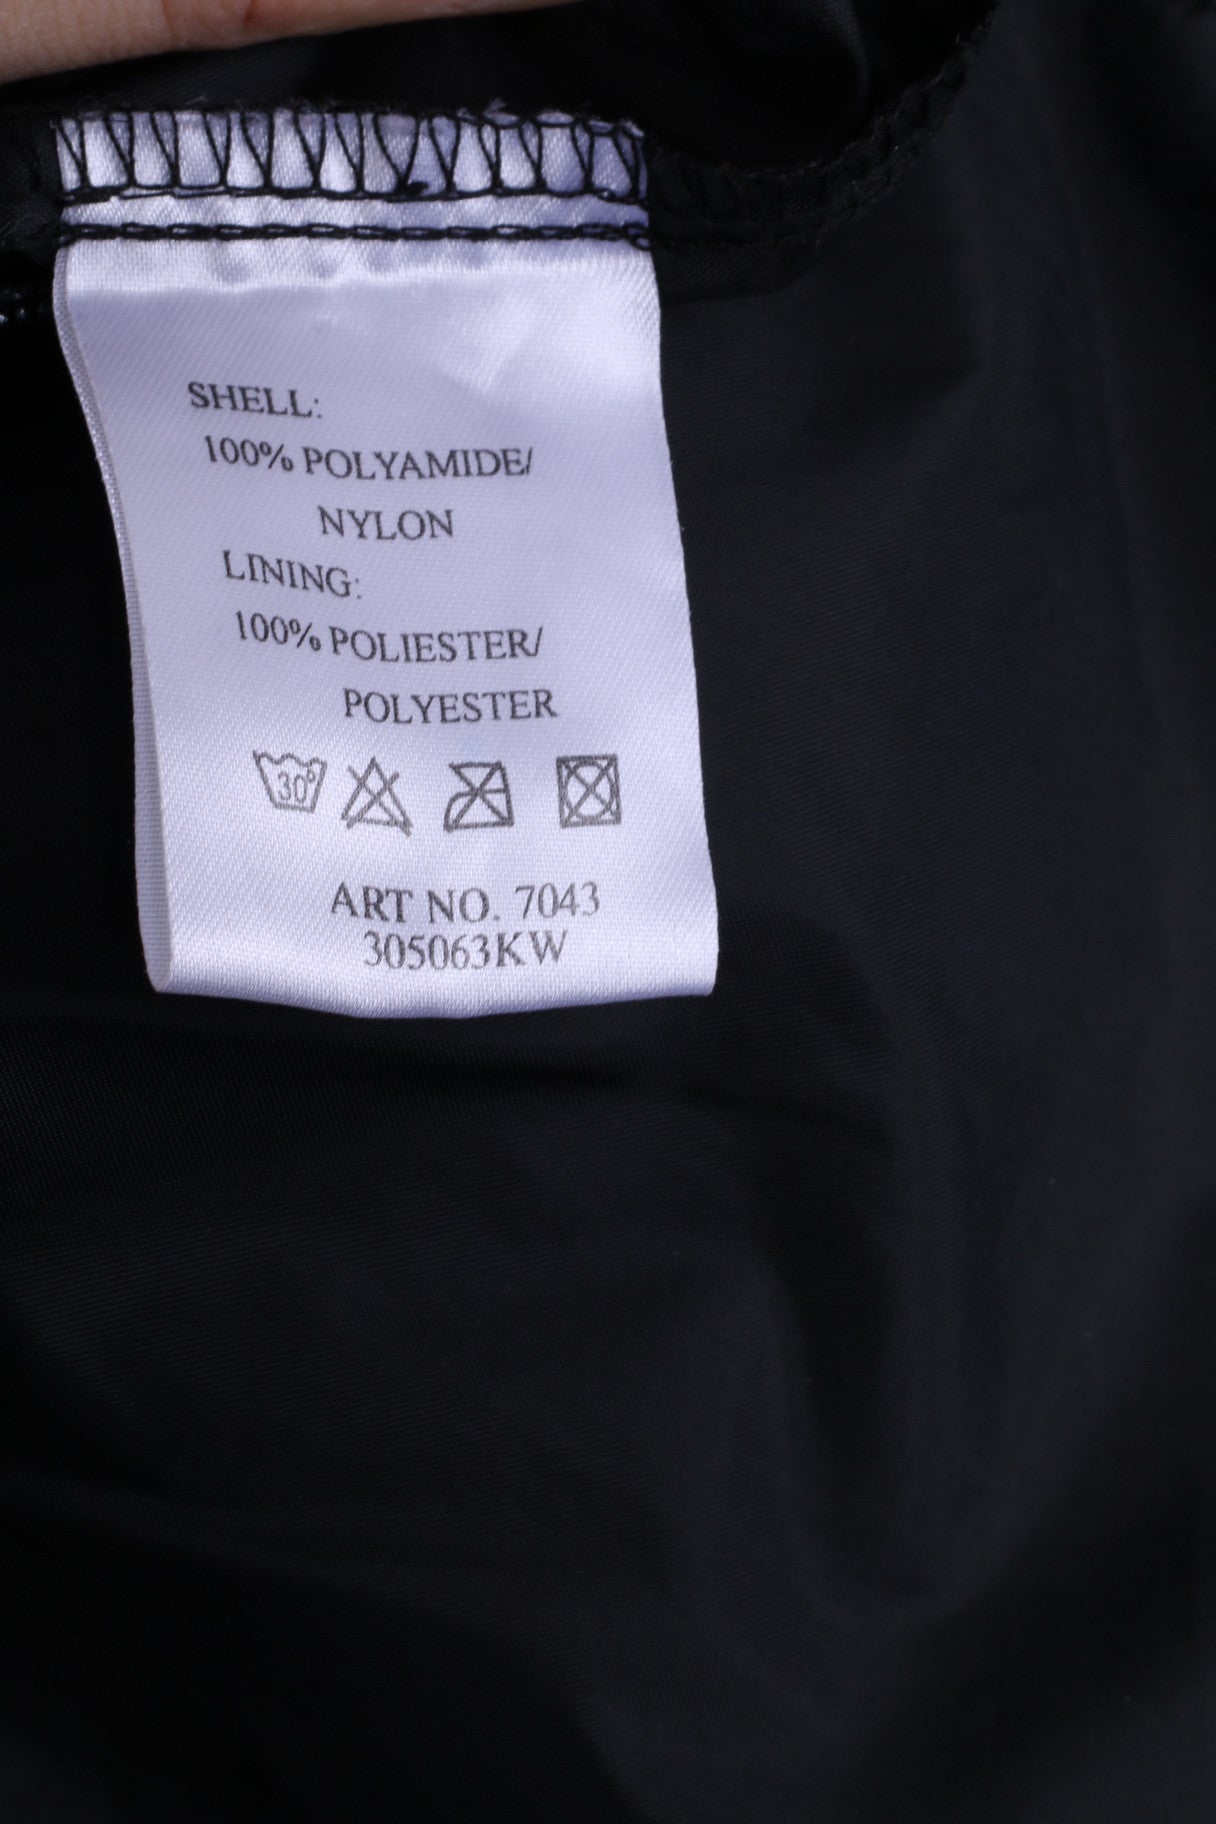 SHELL:
100% POLYAMIDE/
NYLON
LINING:
100% POLIESTER/
POLYESTER
30°
ART NO. 7043
305063KW